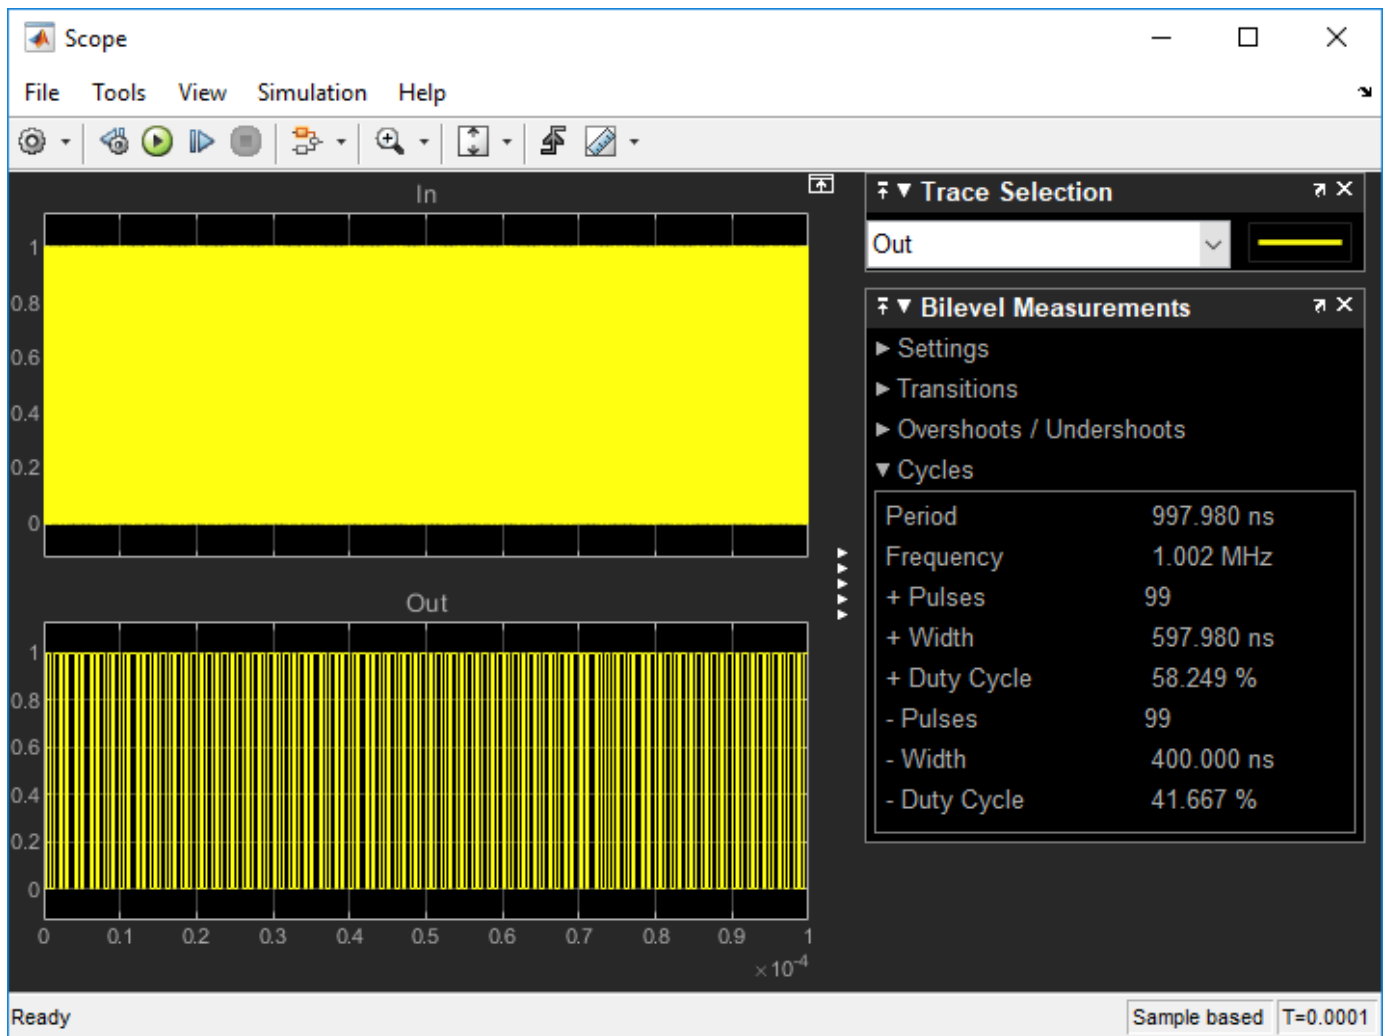 Scope
File Tools View Simulation Help
In
1
0.8
0.6
0.4
0.2
0
Out
1
0.8
0.6
0.4
0.2
0
0 0.1 0.2 0.3 0.4 0.5 0.6 0.7 0.8 0.9 1
×10-4
Trace Selection
Out
Bilevel Measurements
Settings
Transitions
Overshoots / Undershoots
Cycles
Period 997.980 ns
Frequency 1.002 MHz
+ Pulses 99
+ Width 597.980 ns
+ Duty Cycle 58.249 %
- Pulses 99
- Width 400.000 ns
- Duty Cycle 41.667 %
Ready Sample based T=0.0001